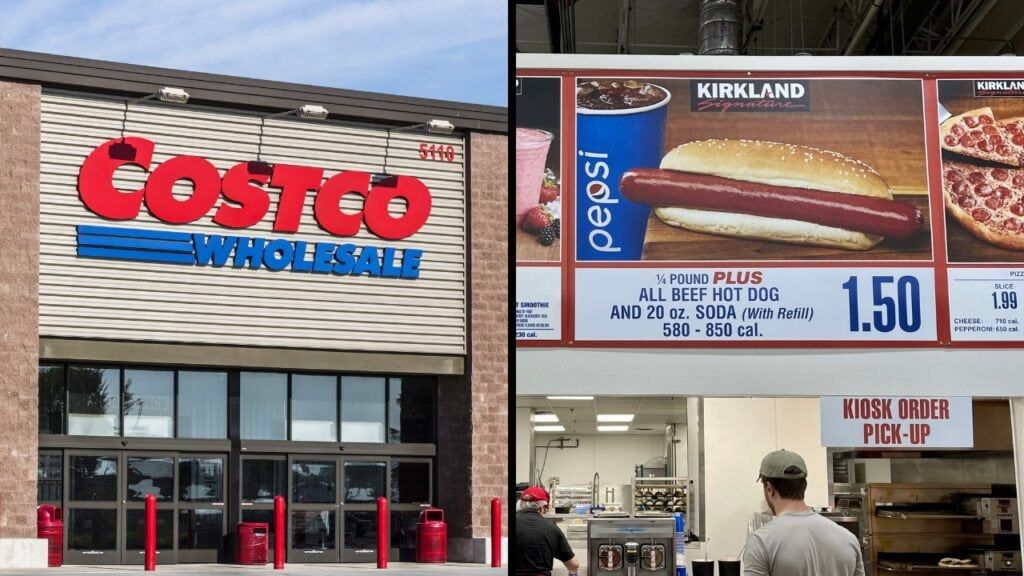 5110
COSTCO
WHOLESALE
KIRKLAND
Signature
pepsi
¼ POUND PLUS
ALL BEEF HOT DOG
AND 20 oz. SODA (With Refill)
580 - 850 cal.
1.50
SMOOTHIE
KIRKLAND
Signature
SLICE
1.99
CHEESE: 710 cal.
PEPPERONI: 650 cal.
KIOSK ORDER
PICK-UP